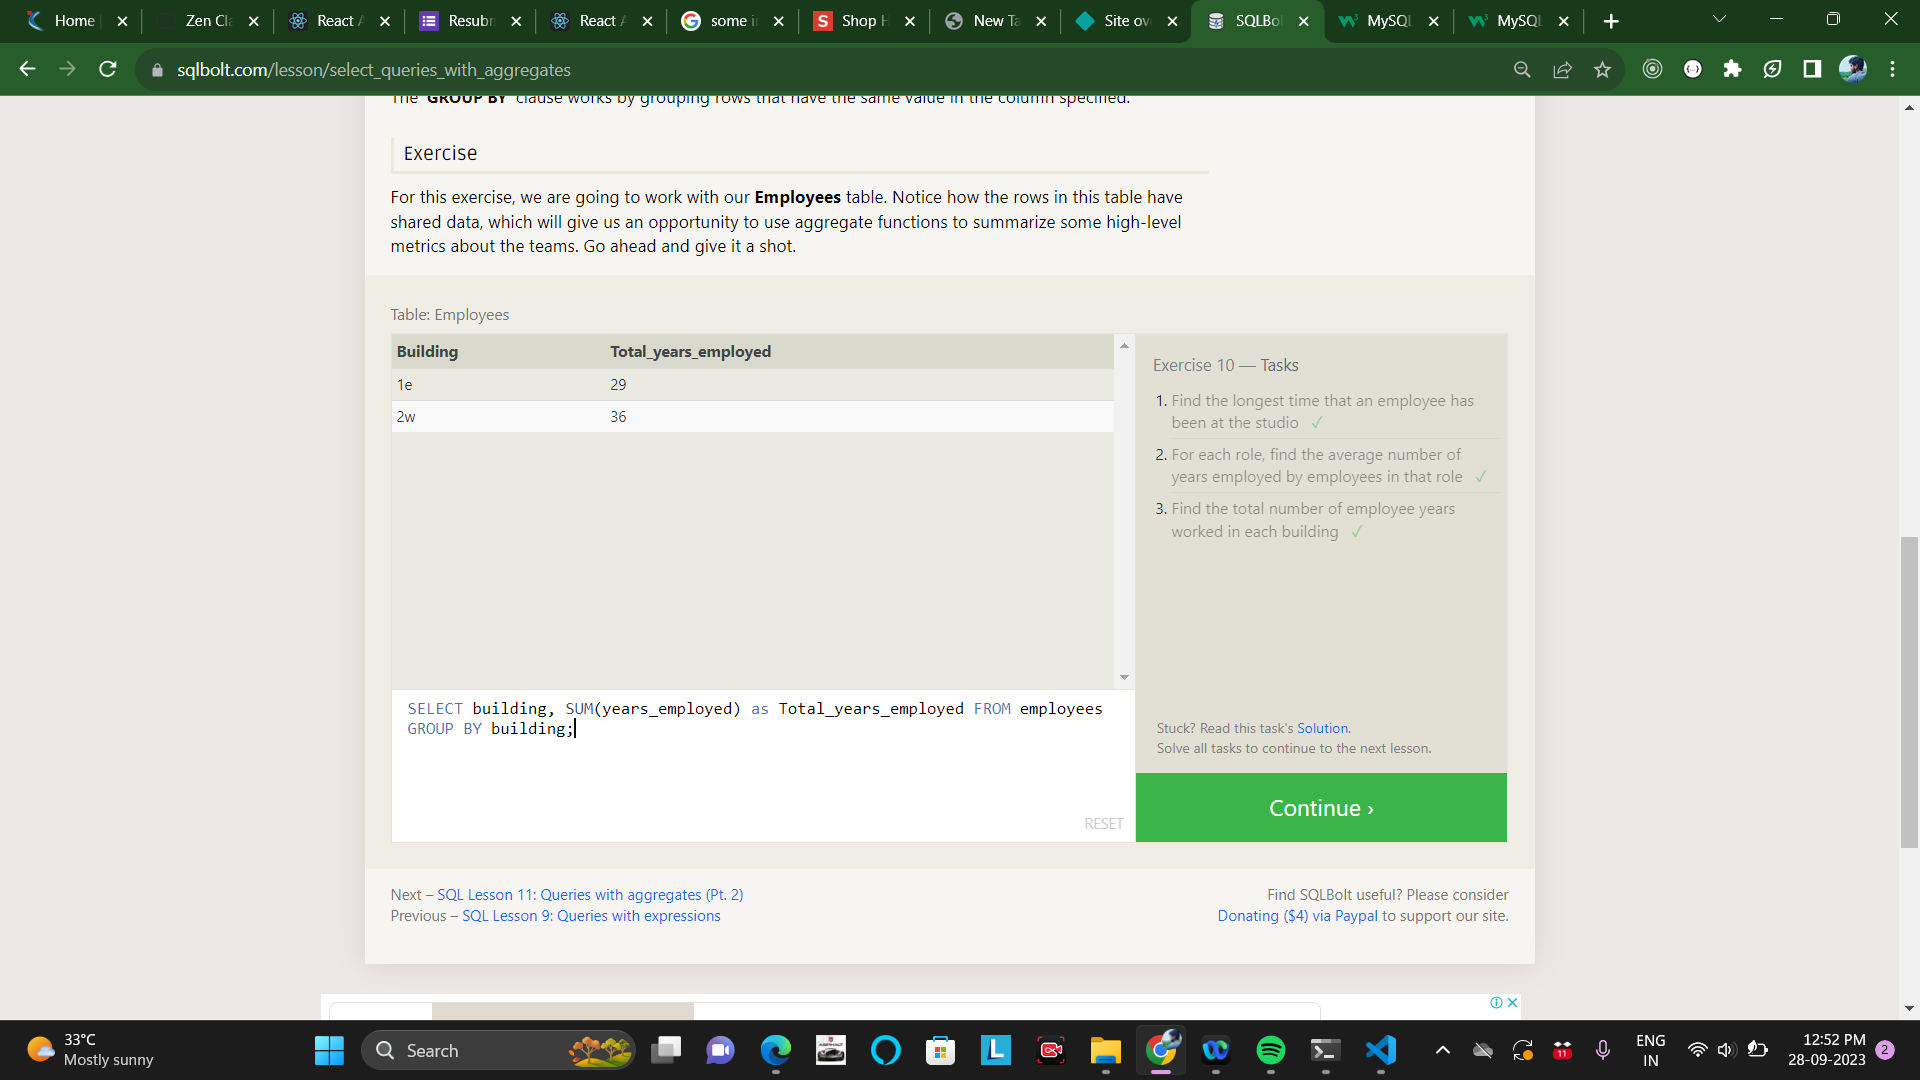 Home
Zen Cla
React A
Resubm
React A
some i
Shop H
New Ta
Site ov
SQLBol
MySQL
MySQL
sqlbolt.com/lesson/select_queries_with_aggregates
The GROUP BY clause works by grouping rows that have the same value in the column specified.
Exercise
For this exercise, we are going to work with our Employees table. Notice how the rows in this table have
shared data, which will give us an opportunity to use aggregate functions to summarize some high-level
metrics about the teams. Go ahead and give it a shot.
Table: Employees
Building Total_years_employed
1e 29
2w 36
SELECT building, SUM(years_employed) as Total_years_employed FROM employees
GROUP BY building;
RESET
Exercise 10 — Tasks
1. Find the longest time that an employee has
been at the studio ✓
2. For each role, find the average number of
years employed by employees in that role ✓
3. Find the total number of employee years
worked in each building ✓
Stuck? Read this task's Solution.
Solve all tasks to continue to the next lesson.
Continue ›
Next – SQL Lesson 11: Queries with aggregates (Pt. 2)
Previous – SQL Lesson 9: Queries with expressions
Find SQLBolt useful? Please consider
Donating ($4) via Paypal to support our site.
33°C
Mostly sunny
Search
11
ENG
IN
12:52 PM
28-09-2023
2